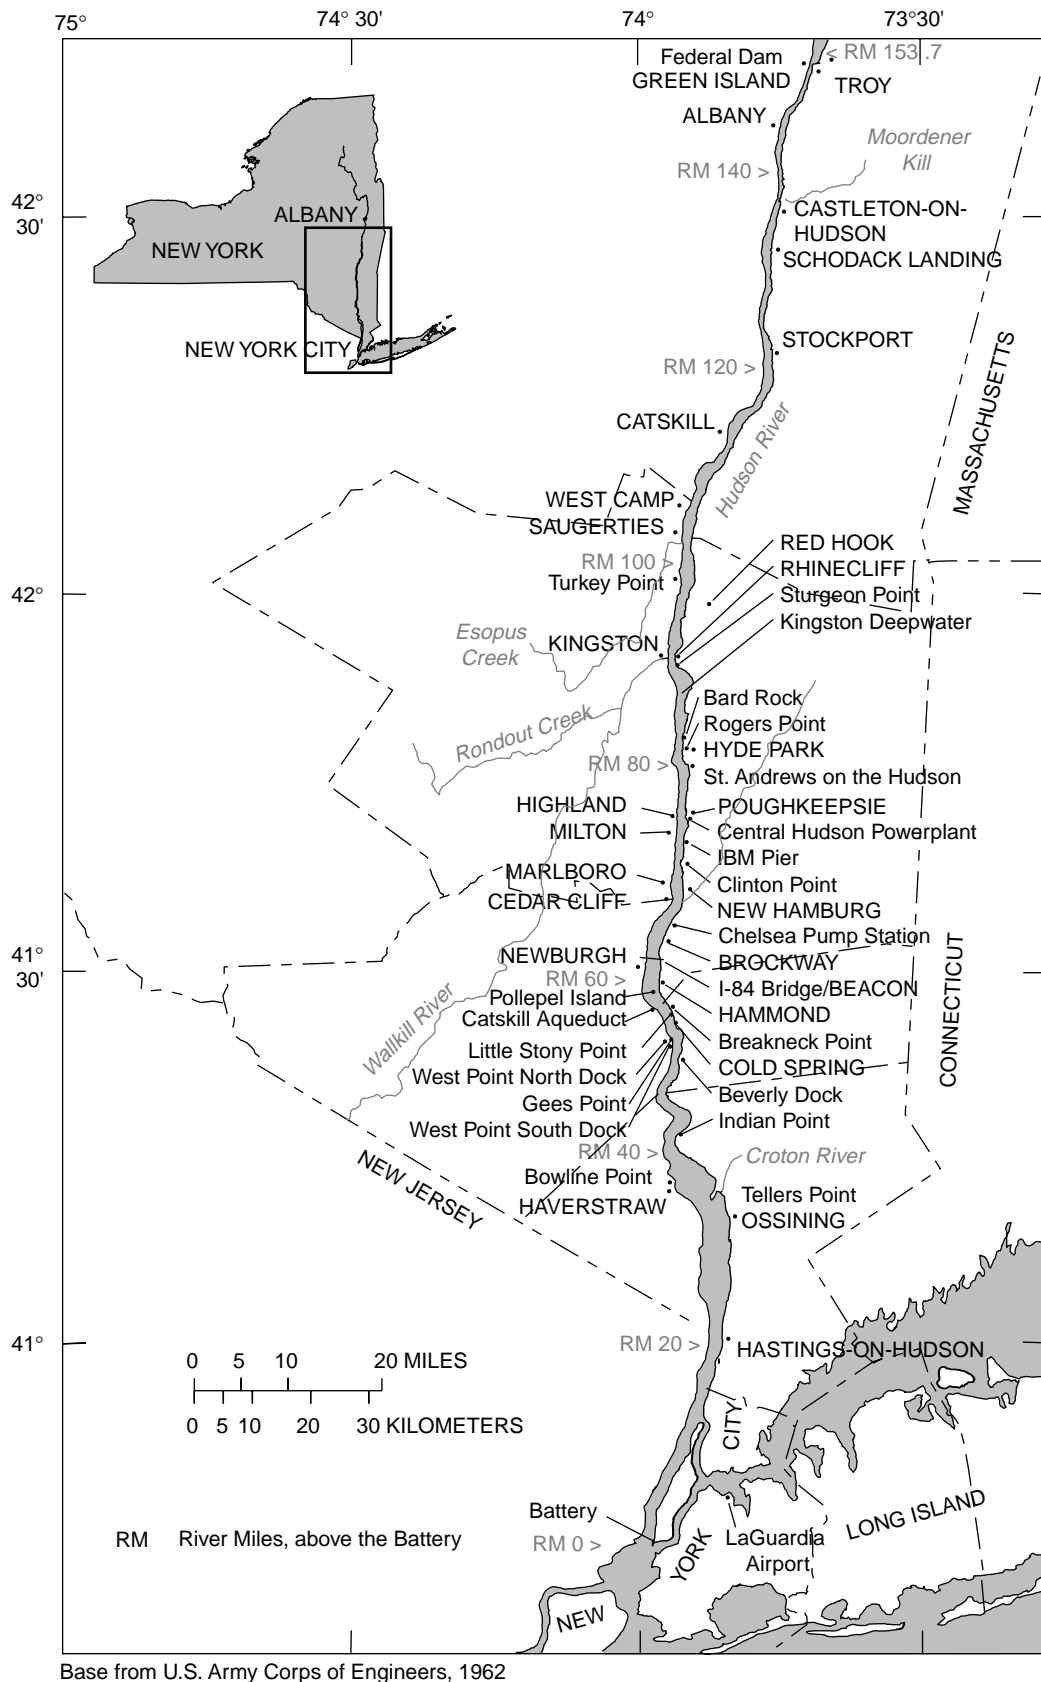 75°
74° 30'
74°
73° 30'
Federal Dam
< RM 153.7
GREEN ISLAND
TROY
ALBANY
Moordener
Kill
RM 140 >
42°
30'
ALBANY
CASTLETON-ON-
HUDSON
NEW YORK
SCHODACK LANDING
STOCKPORT
NEW YORK CITY
RM 120 >
MASSACHUSETTS
CATSKILL
Hudson River
WEST CAMP
SAUGERTIES
RED HOOK
RM 100 >
RHINECLIFF
Turkey Point
42°
Sturgeon Point
Kingston Deepwater
Esopus
Creek
KINGSTON
Bard Rock
Rondout Creek
Rogers Point
HYDE PARK
RM 80 >
St. Andrews on the Hudson
HIGHLAND
POUGHKEEPSIE
MILTON
Central Hudson Powerplant
IBM Pier
MARLBORO
Clinton Point
CEDAR CLIFF
NEW HAMBURG
Chelsea Pump Station
NEWBURGH
BROCKWAY
41°
30'
RM 60 >
I-84 Bridge/BEACON
Pollepel Island
HAMMOND
Catskill Aqueduct
Wallkill River
Breakneck Point
CONNECTICUT
Little Stony Point
COLD SPRING
West Point North Dock
Beverly Dock
Gees Point
Indian Point
West Point South Dock
RM 40 >
Croton River
NEW JERSEY
Bowline Point
Tellers Point
HAVERSTRAW
OSSINING
41°
RM 20 >
HASTINGS-ON-HUDSON
0 5 10 20 MILES
0 5 10 20 30 KILOMETERS
CITY
Battery
LONG ISLAND
RM River Miles, above the Battery
RM 0 >
YORK
LaGuardia
Airport
NEW
Base from U.S. Army Corps of Engineers, 1962